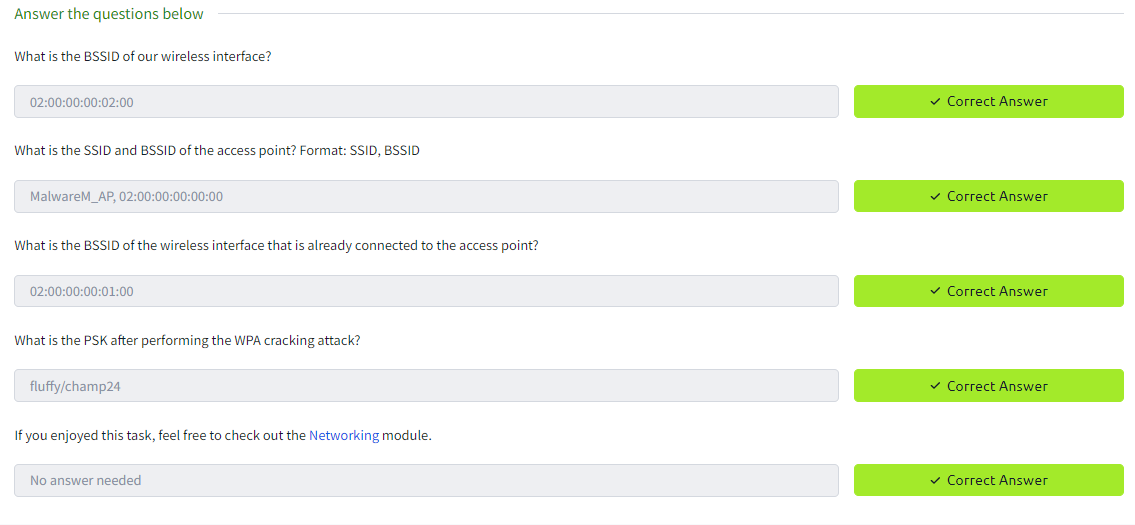 Answer the questions below
What is the BSSID of our wireless interface?
02:00:00:00:02:00
✓ Correct Answer
What is the SSID and BSSID of the access point? Format: SSID, BSSID
MalwareM_AP, 02:00:00:00:00:00
✓ Correct Answer
What is the BSSID of the wireless interface that is already connected to the access point?
02:00:00:00:01:00
✓ Correct Answer
What is the PSK after performing the WPA cracking attack?
fluffy/champ24
✓ Correct Answer
If you enjoyed this task, feel free to check out the Networking module.
No answer needed
✓ Correct Answer